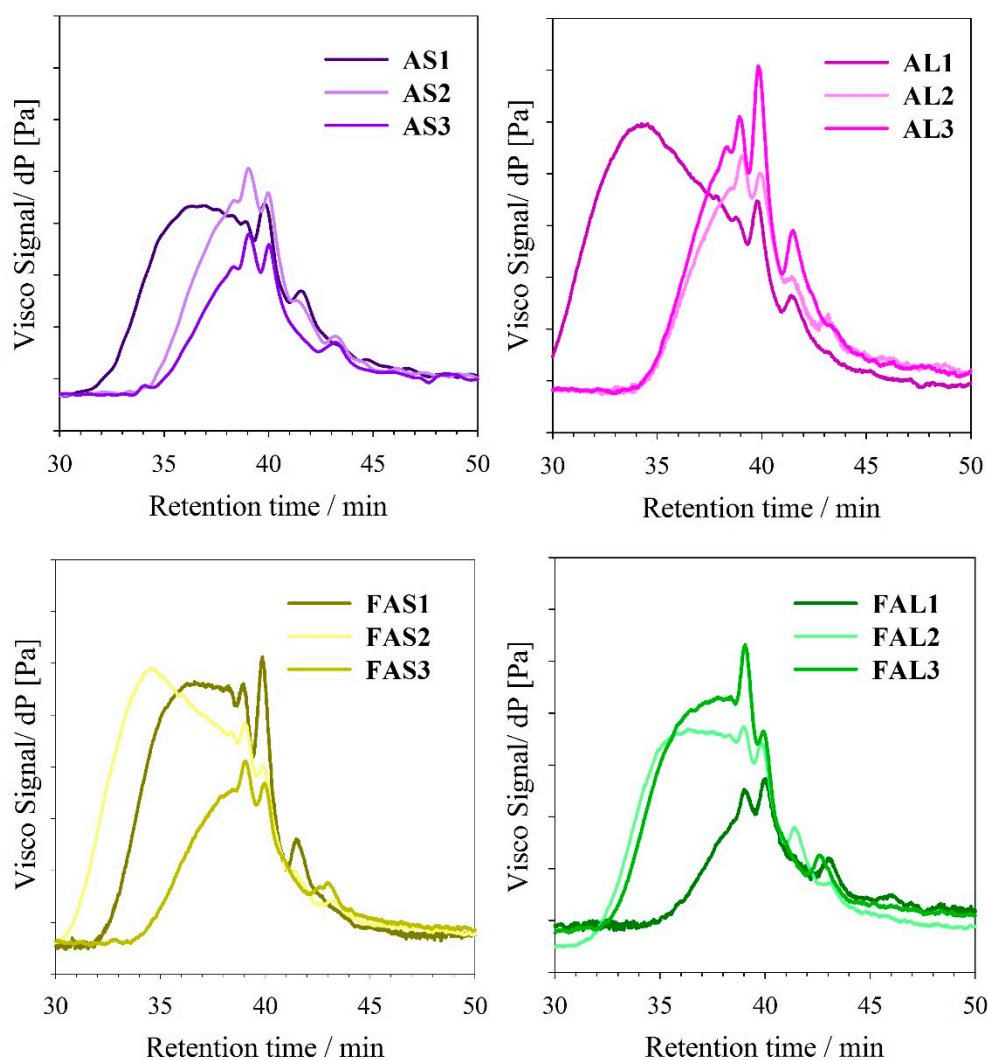 Visco Signal/ dP [Pa]
AS1
AS2
AS3
30 35 40 45 50
Retention time / min
Visco Signal/ dP [Pa]
AL1
AL2
AL3
30 35 40 45 50
Retention time / min
Visco Signal/ dP [Pa]
FAS1
FAS2
FAS3
30 35 40 45 50
Retention time / min
Visco Signal/ dP [Pa]
FAL1
FAL2
FAL3
30 35 40 45 50
Retention time / min